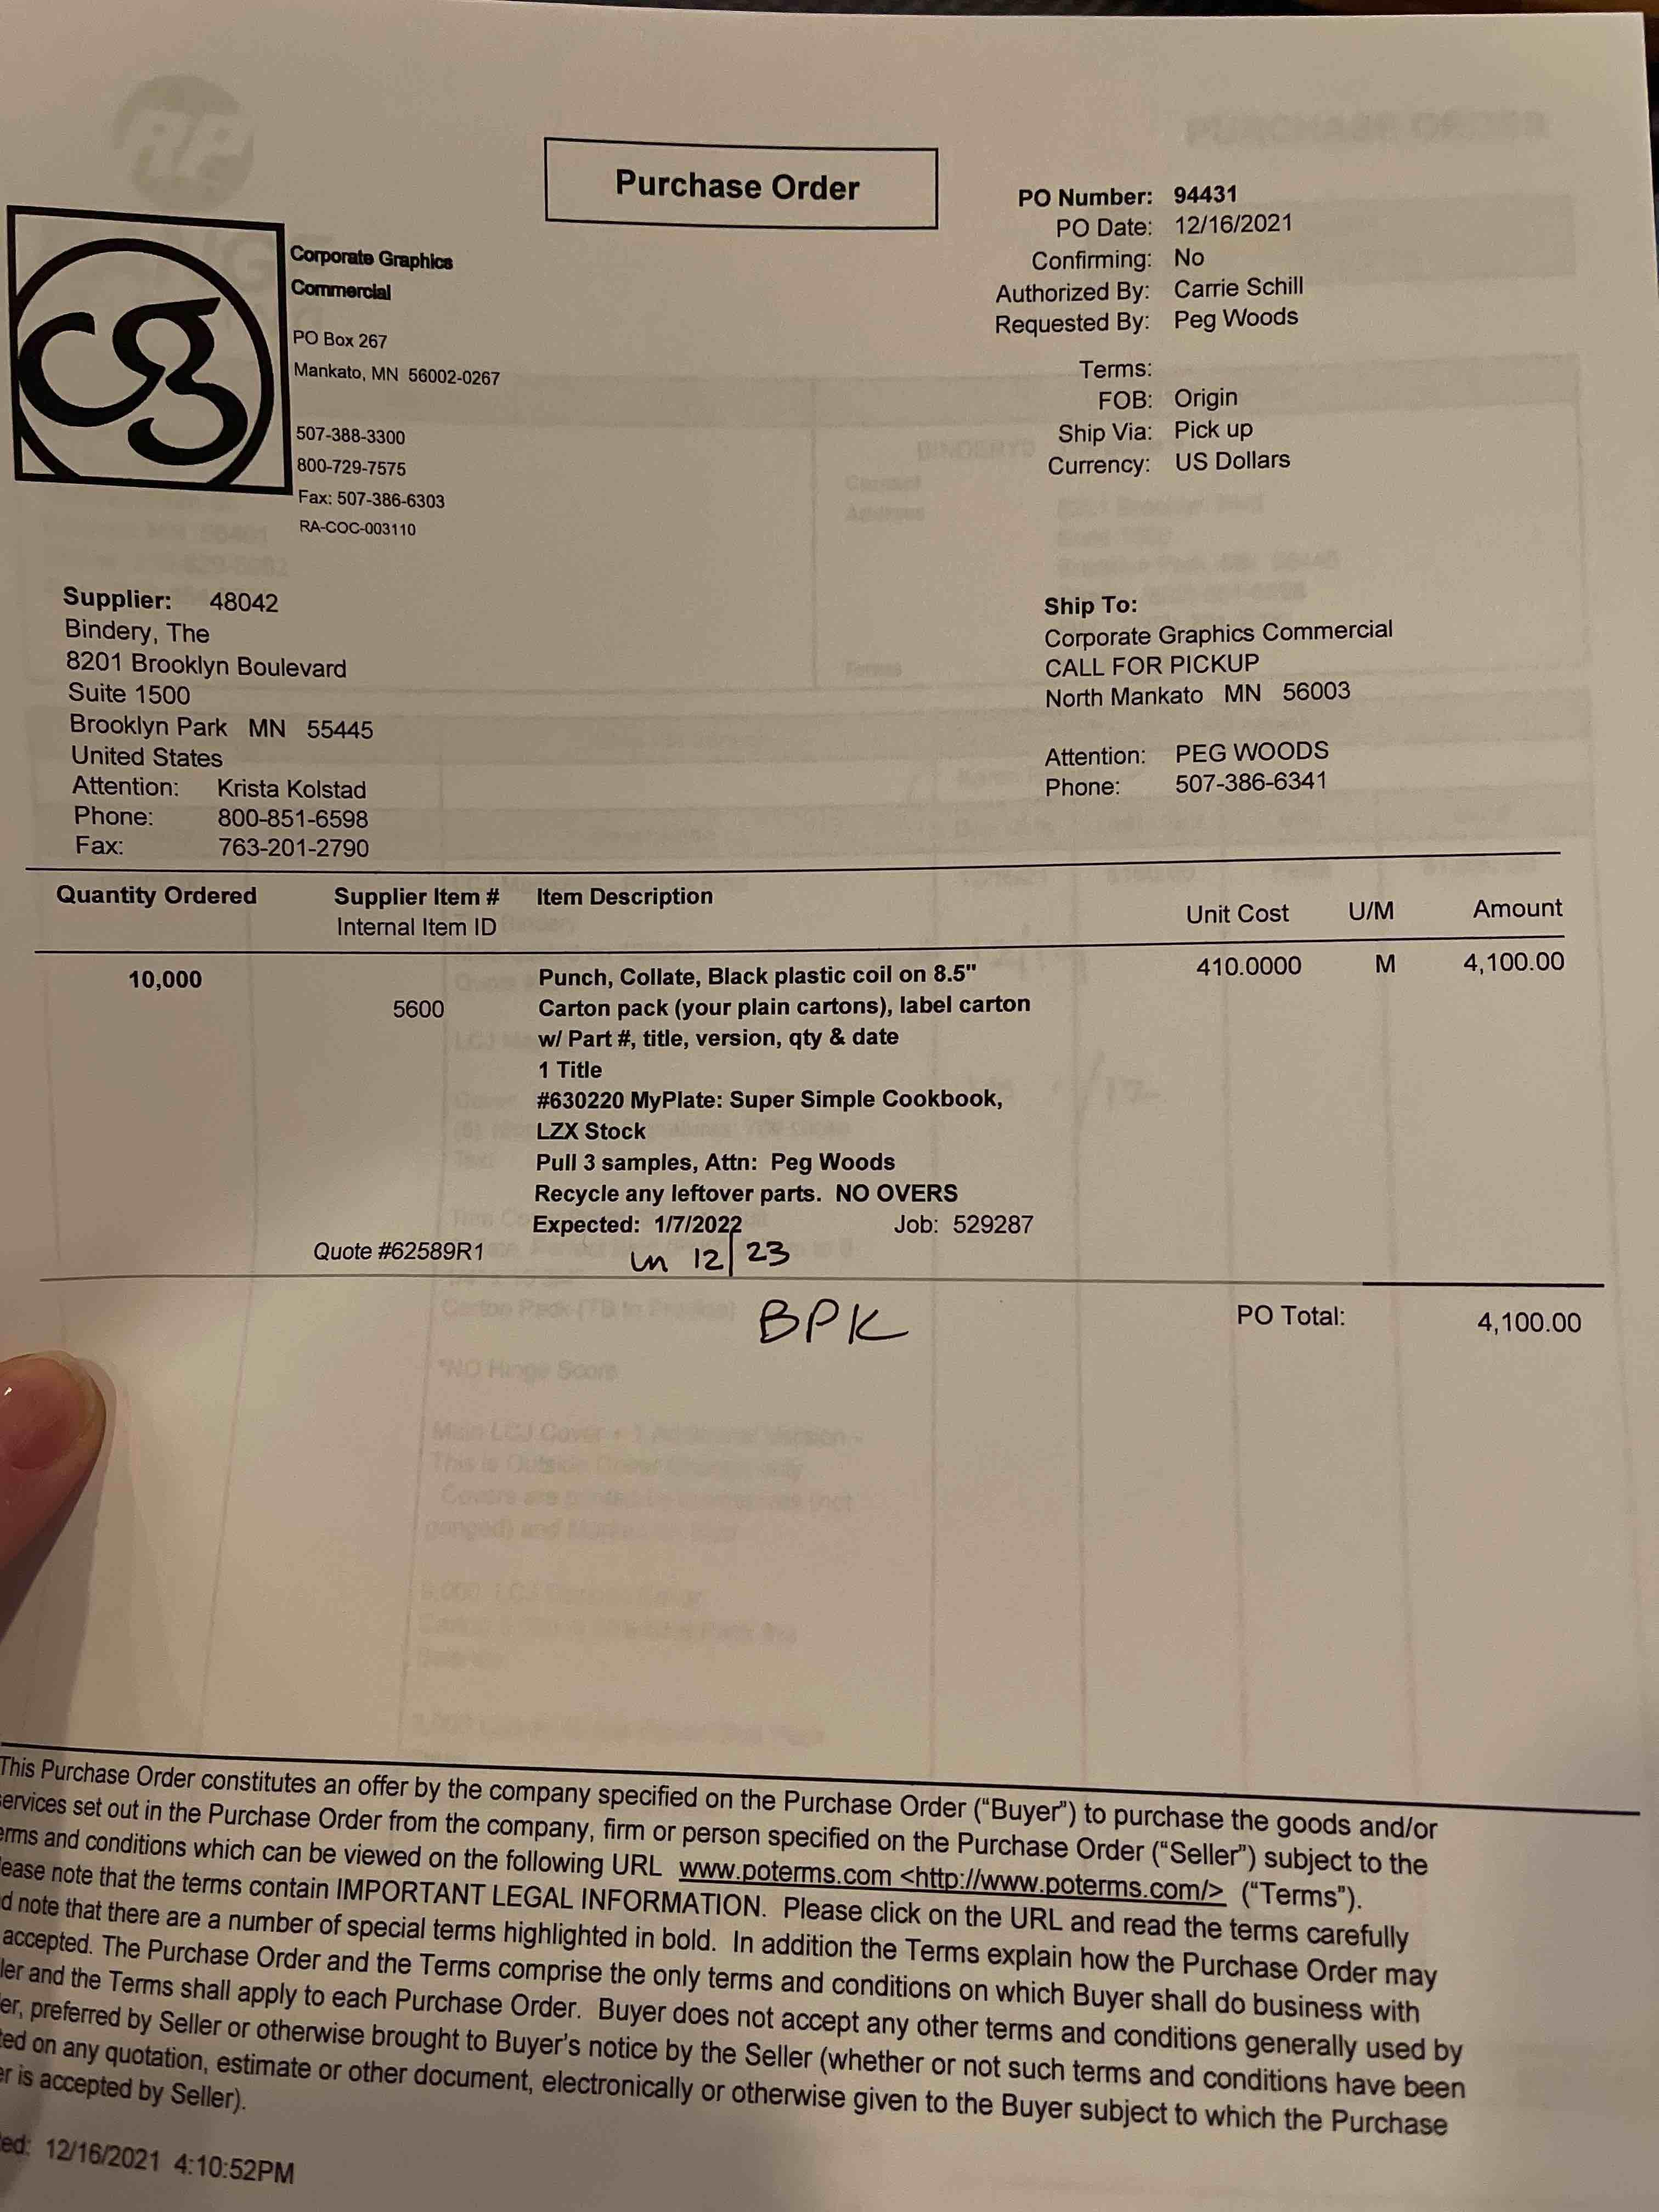 Purchase Order
cg
Corporate Graphics
Commercial
PO Box 267
Mankato, MN 56002-0267
507-388-3300
800-729-7575
Fax: 507-386-6303
RA-COC-003110
PO Number: 94431
PO Date: 12/16/2021
Confirming: No
Authorized By: Carrie Schill
Requested By: Peg Woods
Terms:
FOB: Origin
Ship Via: Pick up
Currency: US Dollars
Supplier: 48042
Bindery, The
8201 Brooklyn Boulevard
Suite 1500
Brooklyn Park MN 55445
United States
Attention: Krista Kolstad
Phone: 800-851-6598
Fax: 763-201-2790
Ship To:
Corporate Graphics Commercial
CALL FOR PICKUP
North Mankato MN 56003
Attention: PEG WOODS
Phone: 507-386-6341
Quantity Ordered Supplier Item # Item Description Unit Cost U/M Amount
Internal Item ID
10,000 Punch, Collate, Black plastic coil on 8.5" 410.0000 M 4,100.00
5600 Carton pack (your plain cartons), label carton
w/ Part #, title, version, qty & date
1 Title
#630220 MyPlate: Super Simple Cookbook,
LZX Stock
Pull 3 samples, Attn: Peg Woods
Recycle any leftover parts. NO OVERS
Expected: 1/7/2022 Job: 529287
Quote #62589R1 in 12/23
BPK PO Total: 4,100.00
This Purchase Order constitutes an offer by the company specified on the Purchase Order (“Buyer”) to purchase the goods and/or
services set out in the Purchase Order from the company, firm or person specified on the Purchase Order (“Seller”) subject to the
erms and conditions which can be viewed on the following URL www.poterms.com <http://www.poterms.com/> (“Terms”).
lease note that the terms contain IMPORTANT LEGAL INFORMATION. Please click on the URL and read the terms carefully
d note that there are a number of special terms highlighted in bold. In addition the Terms explain how the Purchase Order may
accepted. The Purchase Order and the Terms comprise the only terms and conditions on which Buyer shall do business with
ler and the Terms shall apply to each Purchase Order. Buyer does not accept any other terms and conditions generally used by
er, preferred by Seller or otherwise brought to Buyer's notice by the Seller (whether or not such terms and conditions have been
ted on any quotation, estimate or other document, electronically or otherwise given to the Buyer subject to which the Purchase
er is accepted by Seller).
ed: 12/16/2021 4:10:52PM